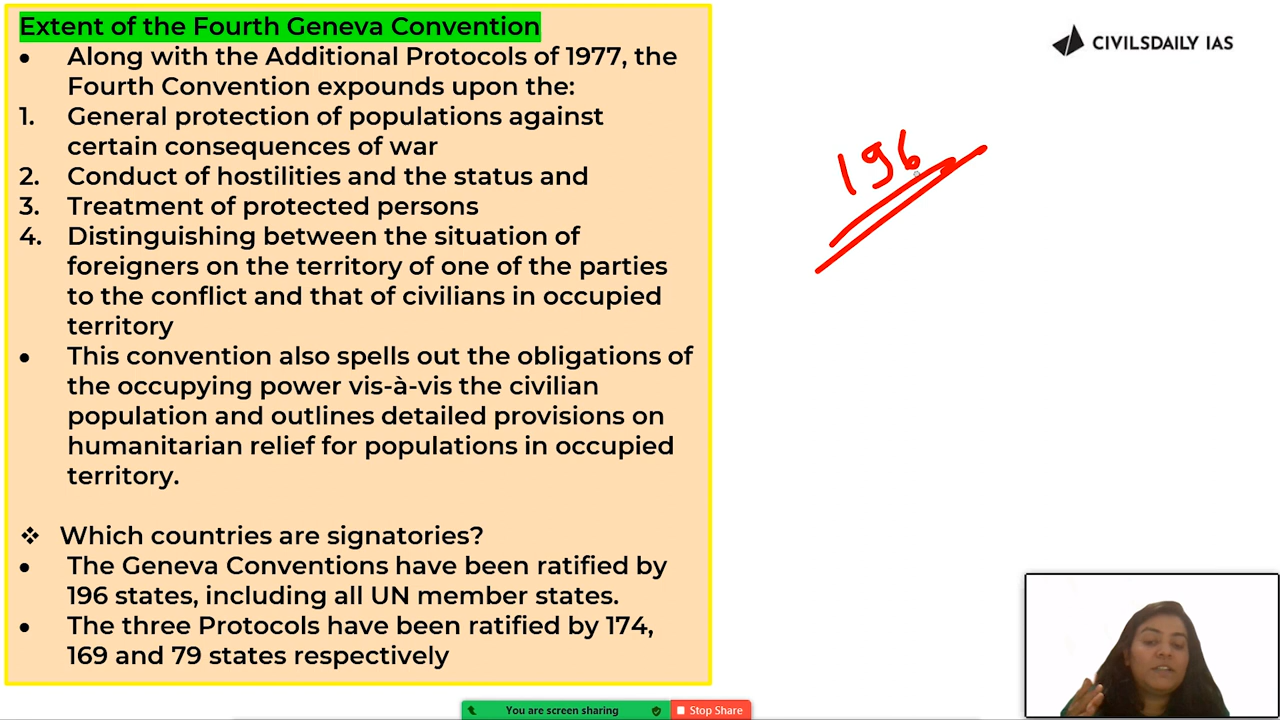 Extent of the Fourth Geneva Convention
• Along with the Additional Protocols of 1977, the
Fourth Convention expounds upon the:
1. General protection of populations against
certain consequences of war
2. Conduct of hostilities and the status and
3. Treatment of protected persons
4. Distinguishing between the situation of
foreigners on the territory of one of the parties
to the conflict and that of civilians in occupied
territory
• This convention also spells out the obligations of
the occupying power vis-à-vis the civilian
population and outlines detailed provisions on
humanitarian relief for populations in occupied
territory.
❖ Which countries are signatories?
• The Geneva Conventions have been ratified by
196 states, including all UN member states.
• The three Protocols have been ratified by 174,
169 and 79 states respectively
CIVILSDAILY IAS
196
You are screen sharing
Stop Share